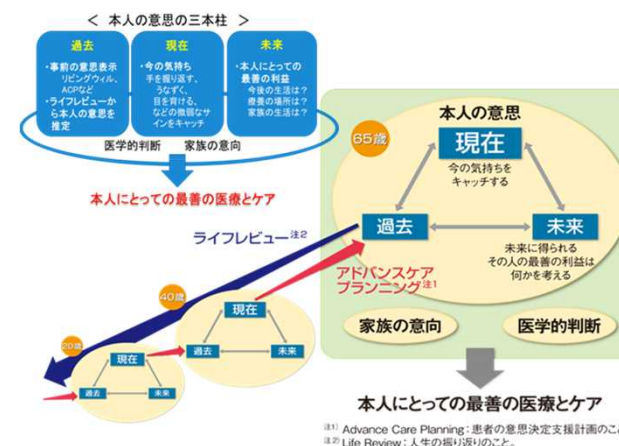 ＜ 本人の意思の三本柱 ＞
過去
・事前の意思表示
リビングウィル、
ACPなど
・ライフレビューか
ら本人の意思を
推定
現在
・今の気持ち
手を握り返す、
うなずく、
目を背ける、
などの微弱なサ
インをキャッチ
未来
・本人にとっての
最善の利益
今後の生活は？
療養の場所は？
家族の生活は？
医学的判断 家族の意向
本人にとっての最善の医療とケア
本人の意思
65歳
現在
今の気持ちを
キャッチする
過去
未来
未来に得られる
その人の最善の利益は
何かを考える
ライフレビュー注2
アドバンスケア
プランニング注1
40歳
現在
過去
未来
20歳
現在
過去
未来
家族の意向
医学的判断
本人にとっての最善の医療とケア
注1) Advance Care Planning：患者の意思決定支援計画のこ
注2) Life Review：人生の振り返りのこと。